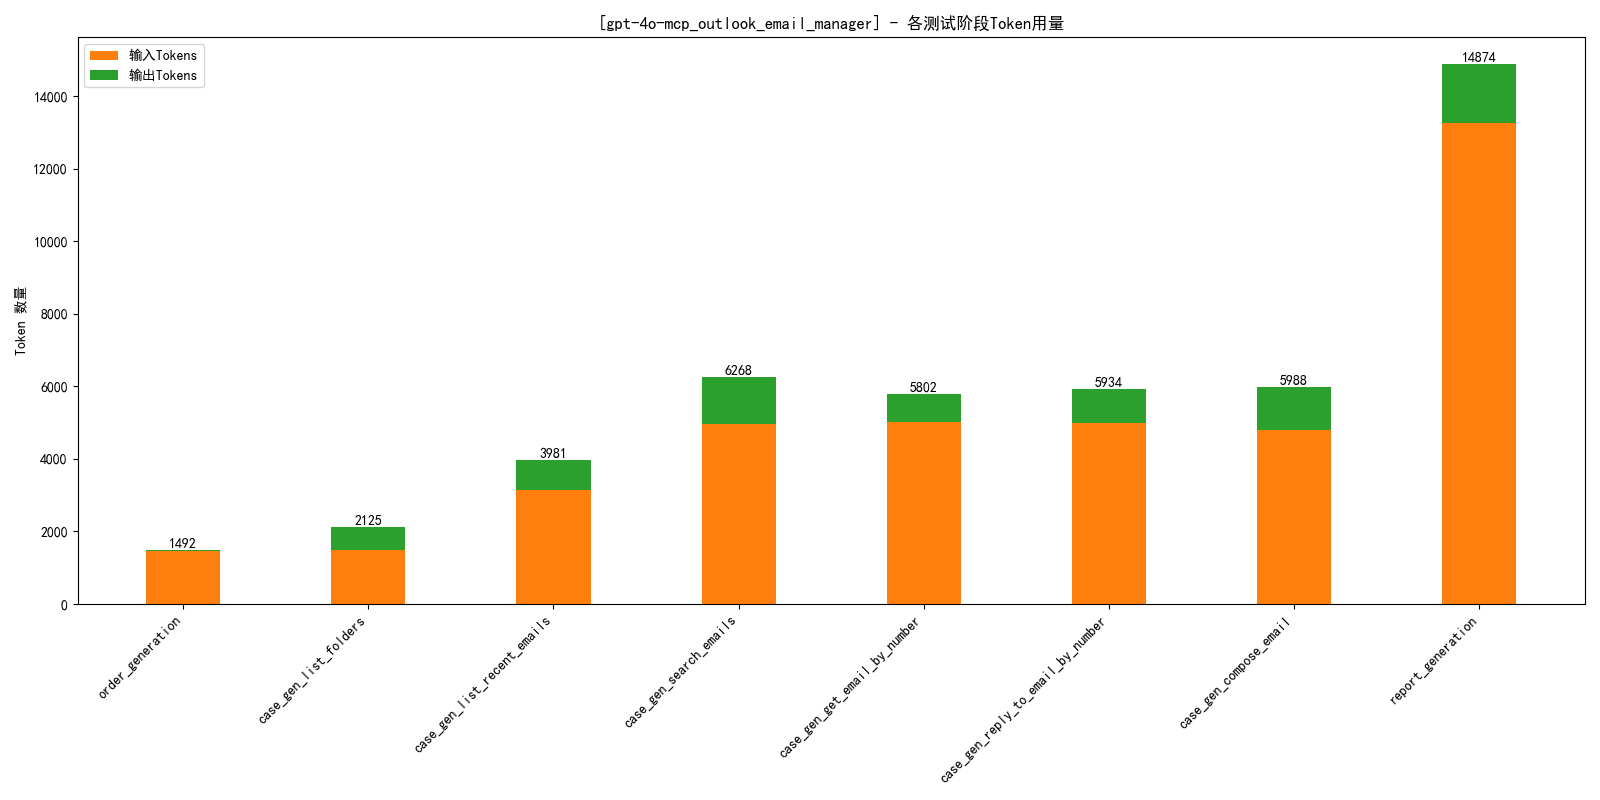 [gpt-4o-mcp_outlook_email_manager] - 各测试阶段Token用量
输入Tokens
输出Tokens
Token 数量
14000
12000
10000
8000
6000
4000
2000
0
1492
2125
3981
6268
5802
5934
5988
14874
order_generation
case_gen_list_folders
case_gen_list_recent_emails
case_gen_search_emails
case_gen_get_email_by_number
case_gen_reply_to_email_by_number
case_gen_compose_email
report_generation